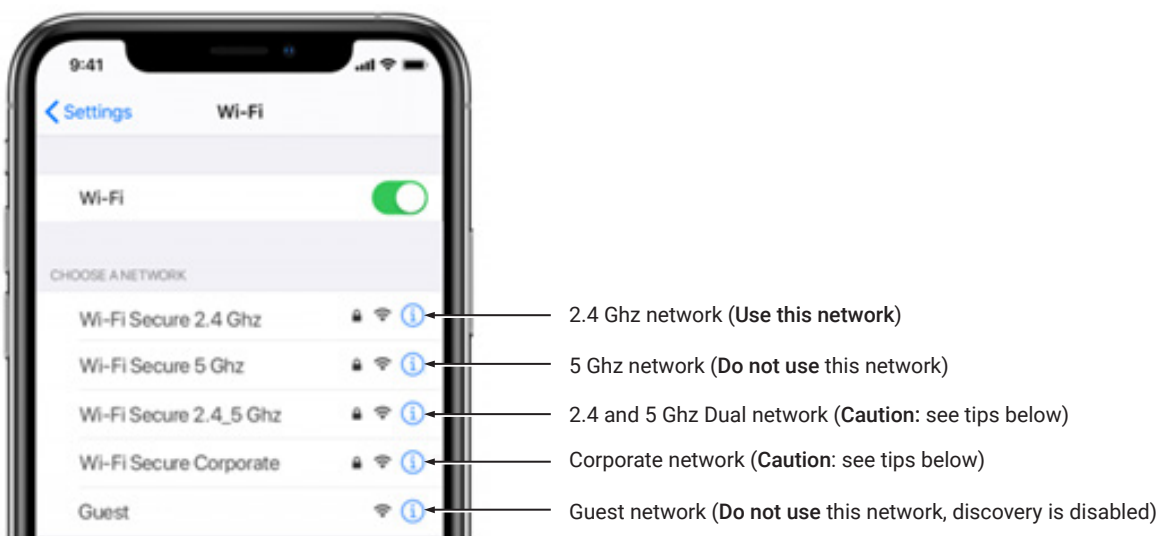 9:41
Settings Wi-Fi
Wi-Fi
CHOOSE A NETWORK
Wi-Fi Secure 2.4 Ghz 2.4 Ghz network (Use this network)
Wi-Fi Secure 5 Ghz 5 Ghz network (Do not use this network)
Wi-Fi Secure 2.4_5 Ghz 2.4 and 5 Ghz Dual network (Caution: see tips below)
Wi-Fi Secure Corporate Corporate network (Caution: see tips below)
Guest Guest network (Do not use this network, discovery is disabled)